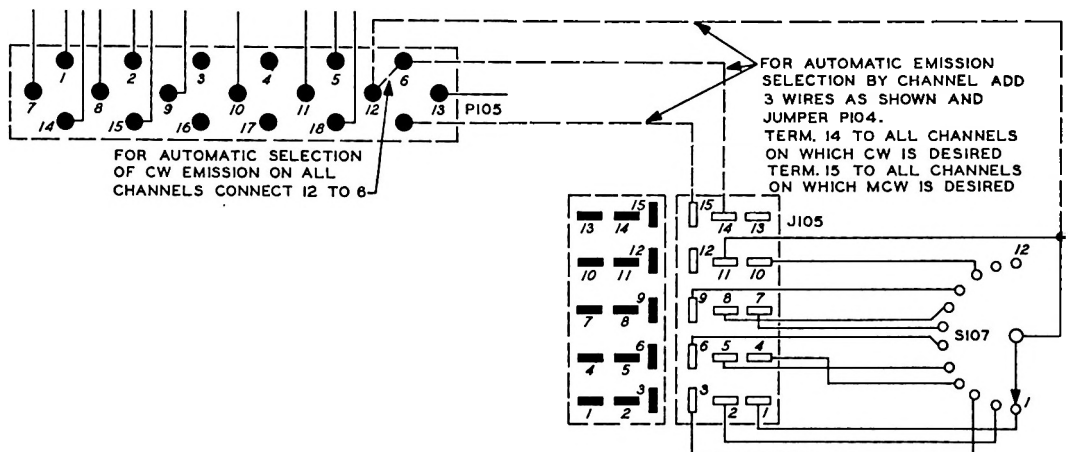 1 2 3 4 5 6
7 8 9 10 11 12 13 P105
14 15 16 17 18
FOR AUTOMATIC SELECTION
OF CW EMISSION ON ALL
CHANNELS CONNECT 12 TO 6
FOR AUTOMATIC EMISSION
SELECTION BY CHANNEL ADD
3 WIRES AS SHOWN AND
JUMPER P104.
TERM. 14 TO ALL CHANNELS
ON WHICH CW IS DESIRED
TERM. 15 TO ALL CHANNELS
ON WHICH MCW IS DESIRED
13 14 15 15 14 13 J105
10 11 12 12 11 10 12
7 8 9 9 8 7
S107
4 5 6 6 5 4
1 2 3 3 2 1 1